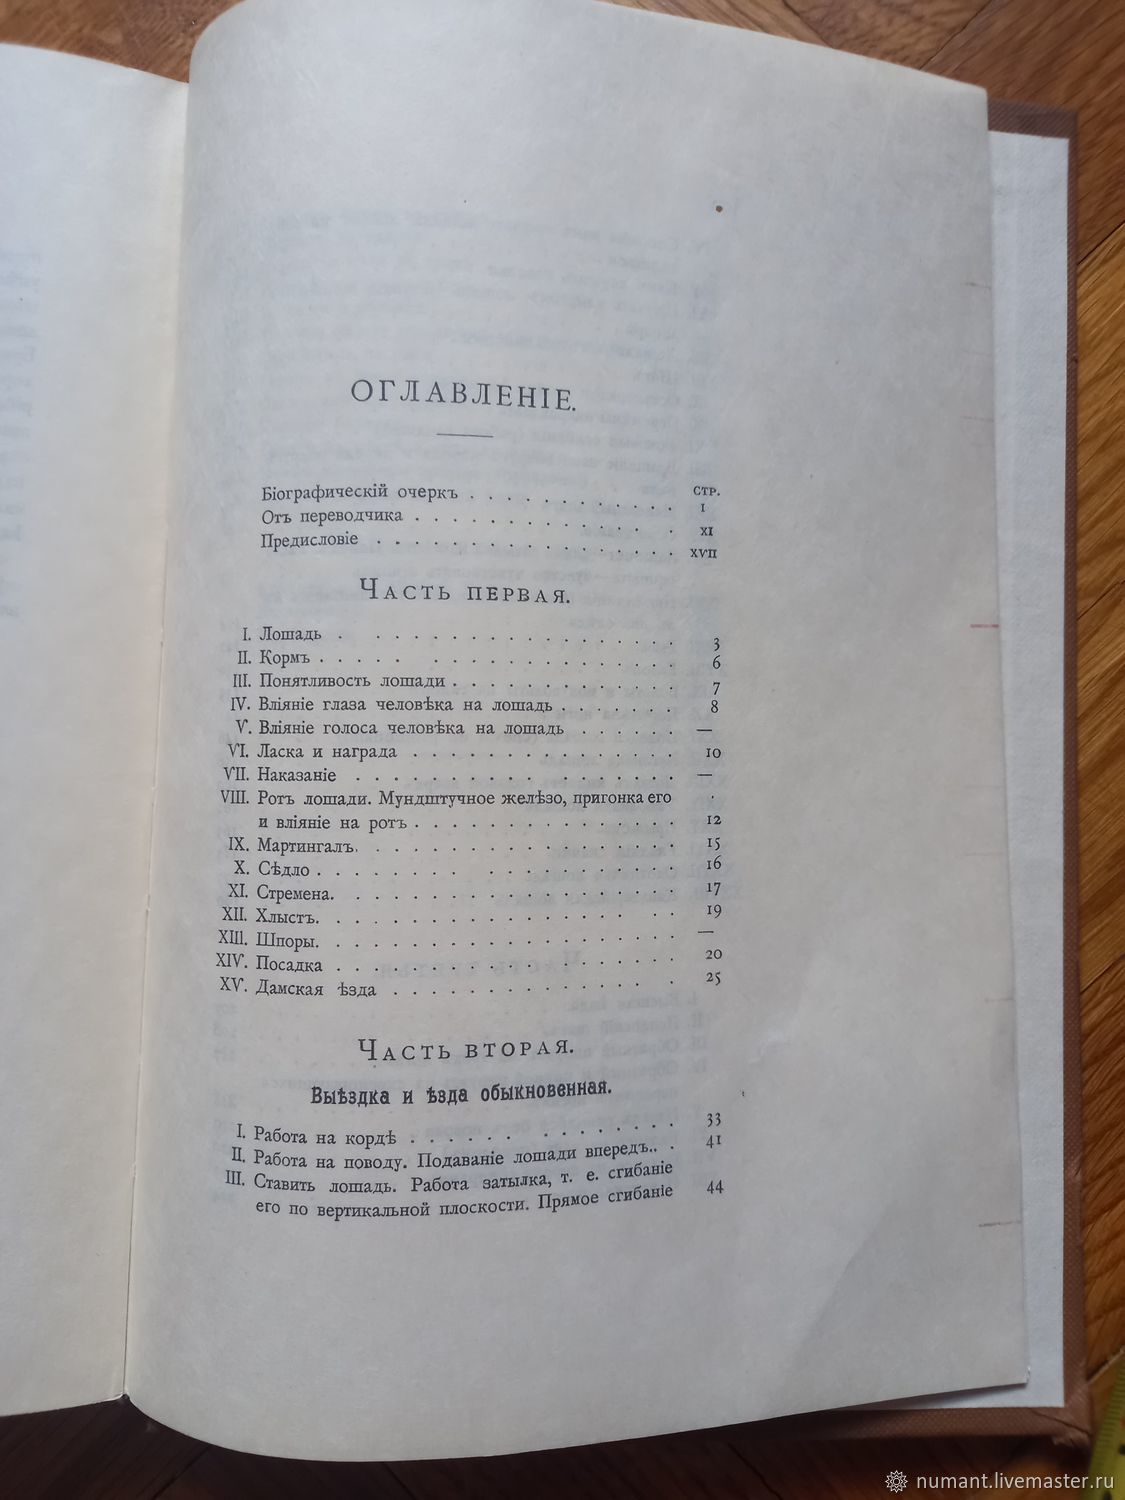 ОГЛАВЛЕНІЕ.
СТР.
Біографическій очеркъ . . . . . . . . . . . I
Отъ переводчика . . . . . . . . . . . . . XI
Предисловіе . . . . . . . . . . . . . . . XVII
Часть первая.
I. Лошадь . . . . . . . . . . . . . . . 3
II. Кормъ . . . . . . . . . . . . . . . 6
III. Понятливость лошади . . . . . . . . . . 7
IV. Вліяніе глаза человѣка на лошадь . . . . . . . 8
V. Вліяніе голоса человѣка на лошадь . . . . . . —
VI. Ласка и награда . . . . . . . . . . . . 10
VII. Наказаніе . . . . . . . . . . . . . . —
VIII. Ротъ лошади. Мундштучное желѣзо, пригонка его
и вліяніе на ротъ . . . . . . . . . . . . 12
IX. Мартингалъ. . . . . . . . . . . . . . 15
X. Сѣдло . . . . . . . . . . . . . . . 16
XI. Стремена. . . . . . . . . . . . . . . 17
XII. Хлыстъ. . . . . . . . . . . . . . . 19
XIII. Шпоры. . . . . . . . . . . . . . . —
XIV. Посадка . . . . . . . . . . . . . . 20
XV. Дамская ѣзда . . . . . . . . . . . . 25
Часть вторая.
Выѣздка и ѣзда обыкновенная.
I. Работа на кордѣ . . . . . . . . . . . . 33
II. Работа на поводу. Подаваніе лошади впередъ.. . 41
III. Ставить лошадь. Работа затылка, т. е. сгибаніе
его по вертикальной плоскости. Прямое сгибаніе 44
numant.livemaster.ru